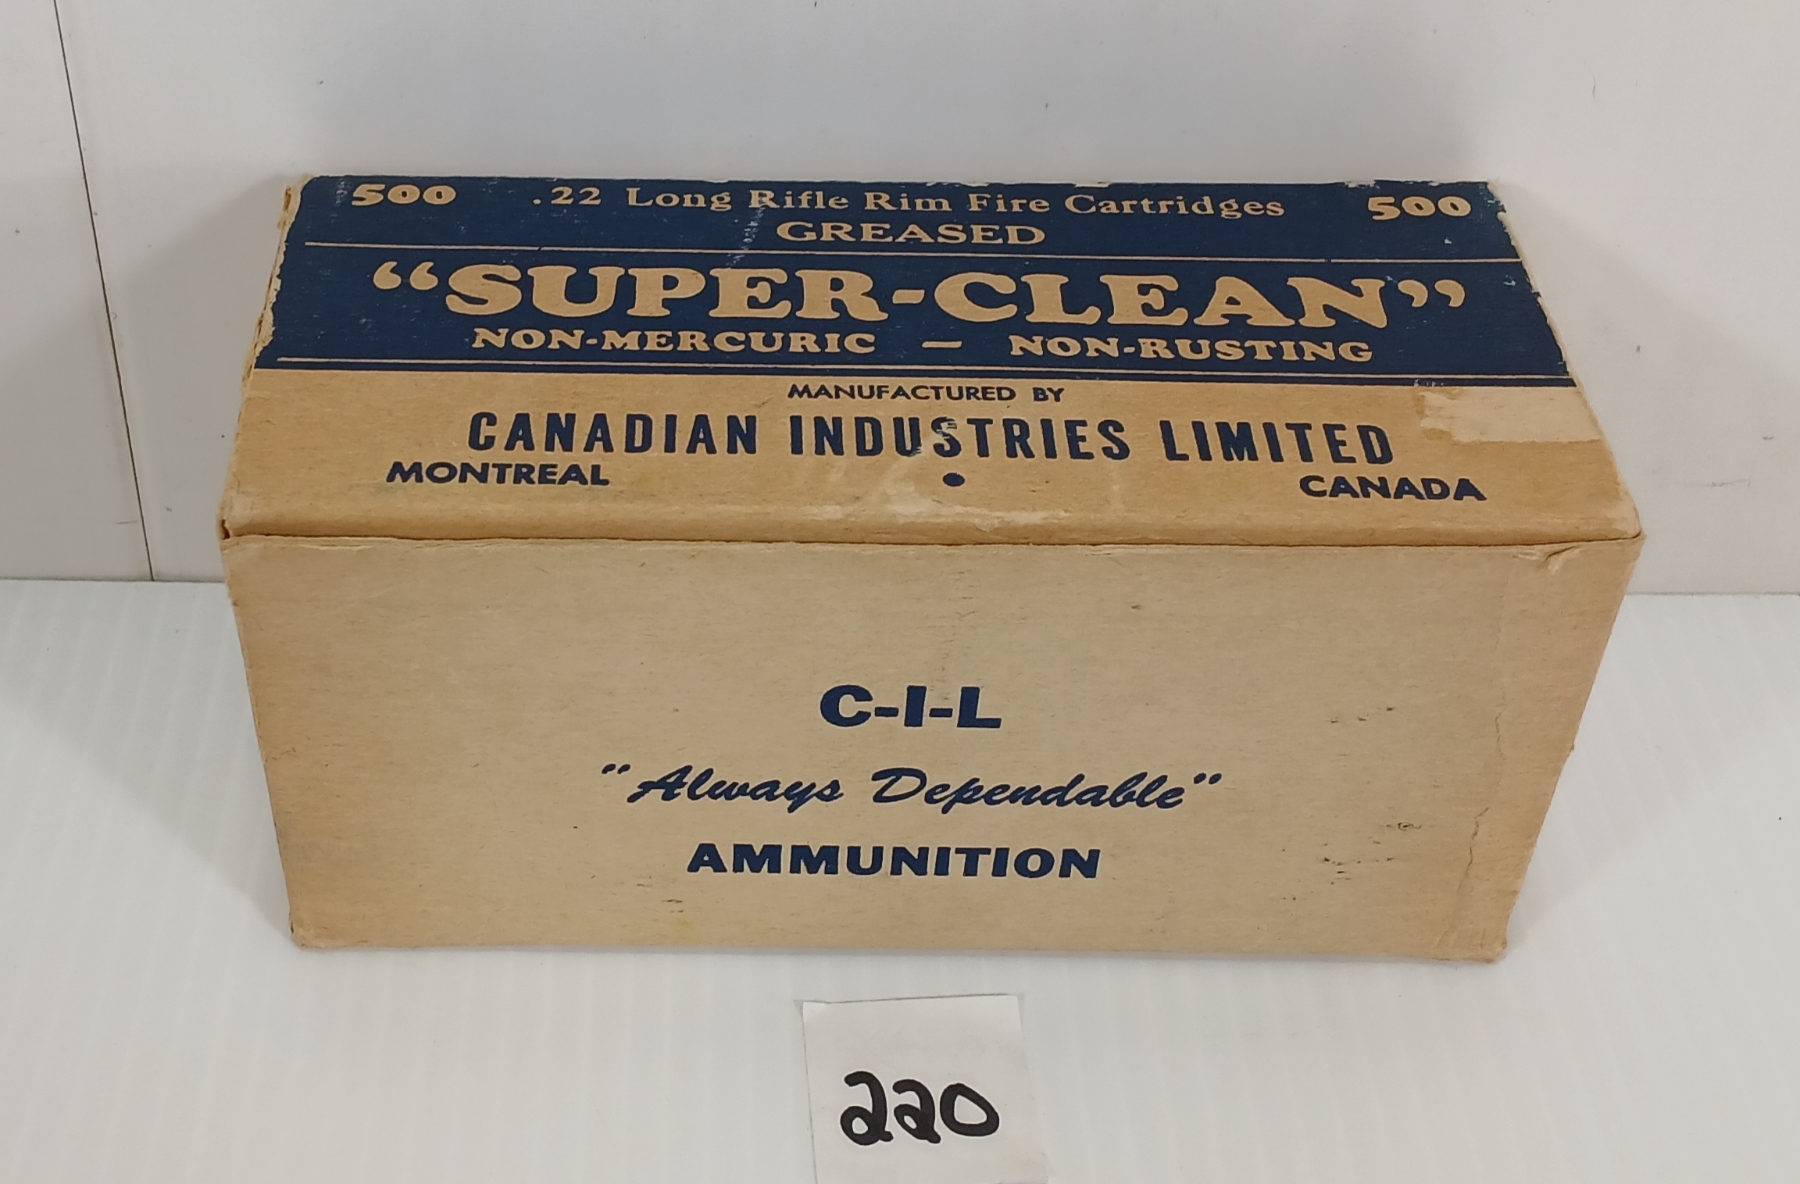 500 .22 Long Rifle Rim Fire Cartridges 500
GREASED
“SUPER-CLEAN”
NON-MERCURIC — NON-RUSTING
MANUFACTURED BY
CANADIAN INDUSTRIES LIMITED
MONTREAL • CANADA
C-I-L
“Always Dependable”
AMMUNITION
220